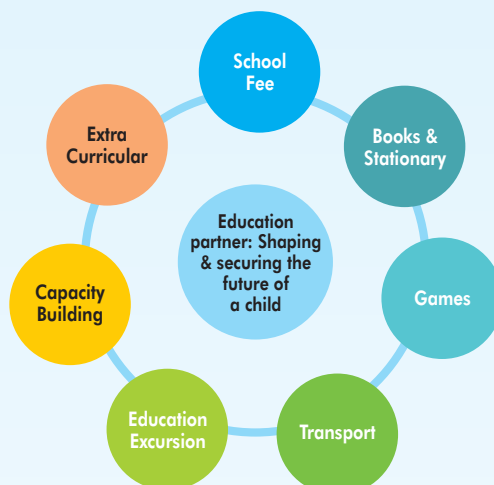 School
Fee
Books &
Stationary
Games
Transport
Education
Excursion
Capacity
Building
Extra
Curricular
Education
partner: Shaping
& securing the
future of
a child